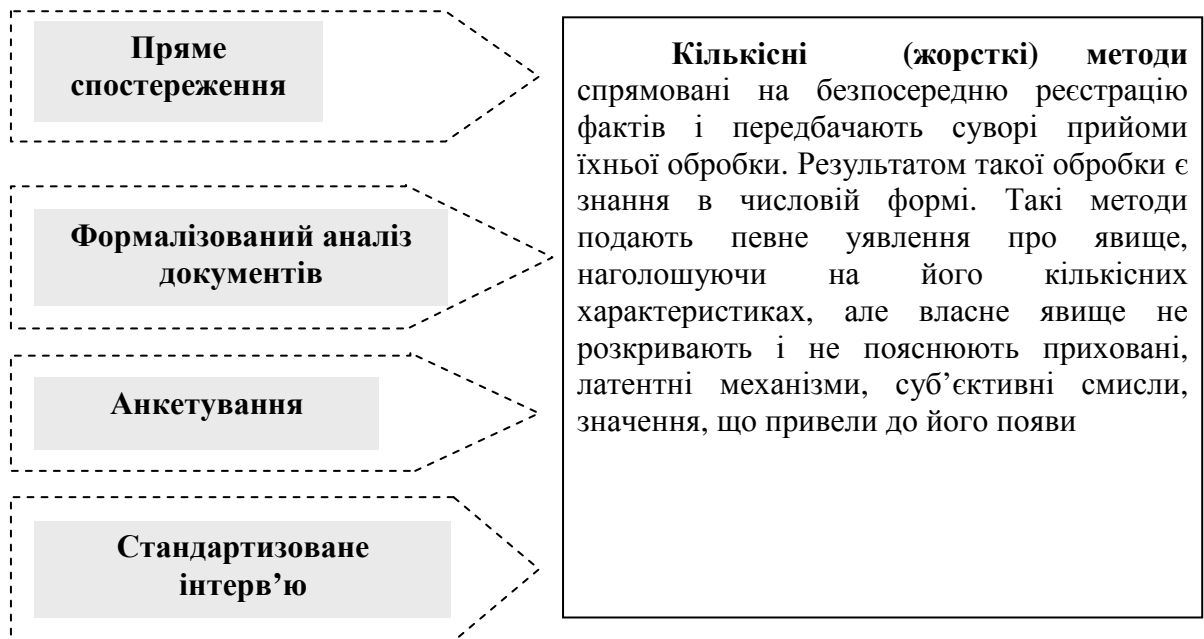 Пряме
спостереження
Формалізований аналіз
документів
Анкетування
Стандартизоване
інтерв’ю
Кількісні (жорсткі) методи
спрямовані на безпосередню реєстрацію
фактів і передбачають суворі прийоми
їхньої обробки. Результатом такої обробки є
знання в числовій формі. Такі методи
подають певне уявлення про явище,
наголошуючи на його кількісних
характеристиках, але власне явище не
розкривають і не пояснюють приховані,
латентні механізми, суб’єктивні смисли,
значення, що привели до його появи